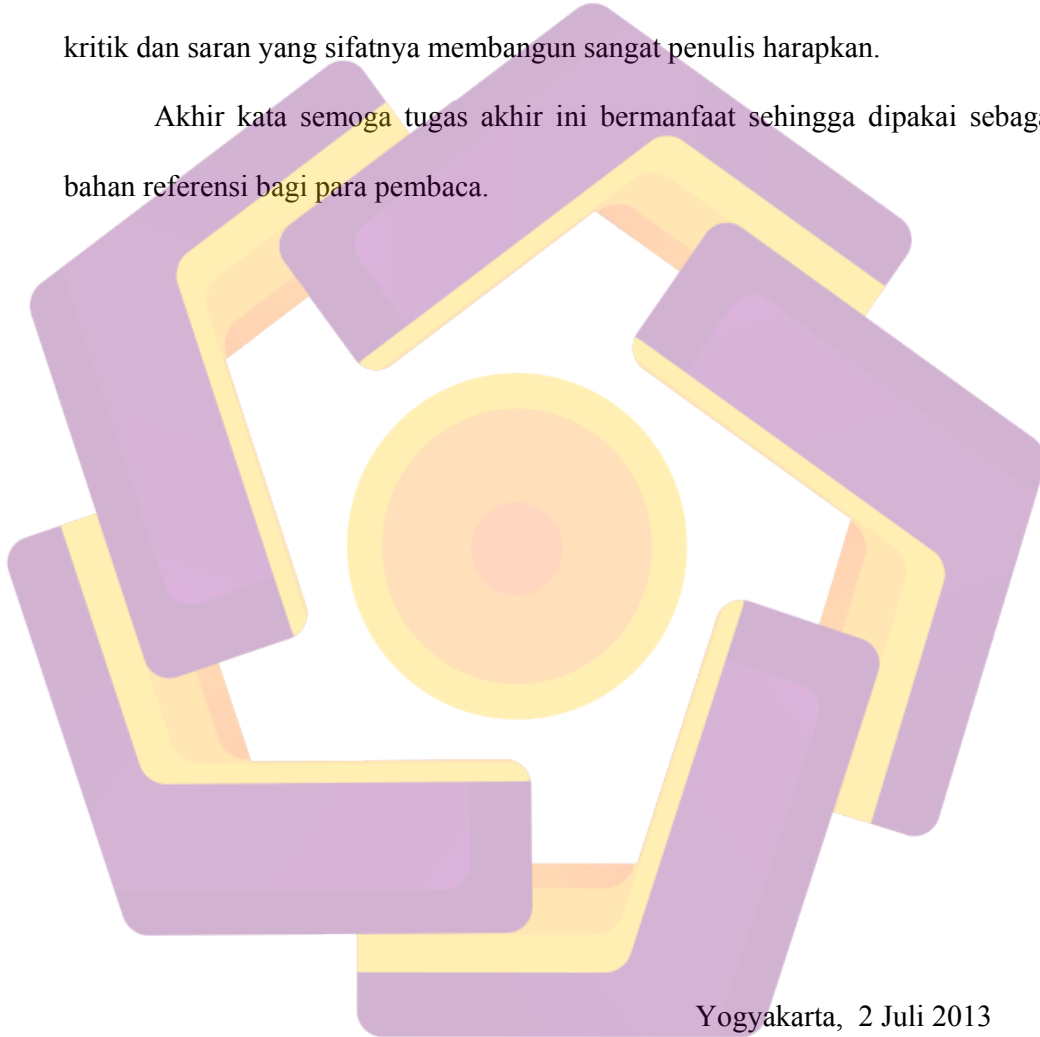 kritik dan saran yang sifatnya membangun sangat penulis harapkan.
Akhir kata semoga tugas akhir ini bermanfaat sehingga dipakai sebaga
bahan referensi bagi para pembaca.
Yogyakarta, 2 Juli 2013